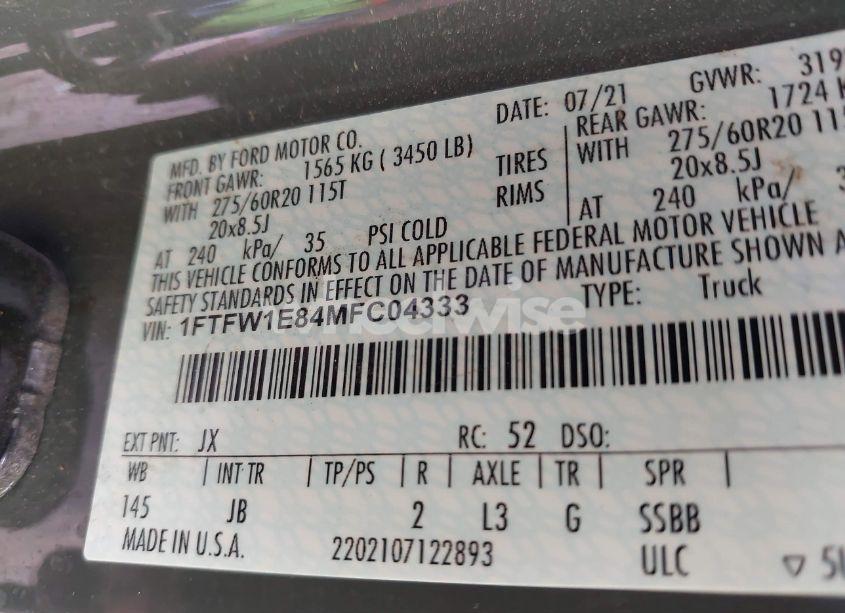 MFD. BY FORD MOTOR CO.
DATE: 07/21
GVWR: 319
FRONT GAWR: 1565 KG ( 3450 LB)
REAR GAWR: 1724 K
WITH 275/60R20 115T
TIRES
WITH 275/60R20 11
20x8.5J
RIMS
20x8.5J
AT 240 kPa/ 35 PSI COLD
AT 240 kPa/ 3
THIS VEHICLE CONFORMS TO ALL APPLICABLE FEDERAL MOTOR VEHICLE
SAFETY STANDARDS IN EFFECT ON THE DATE OF MANUFACTURE SHOWN A
VIN: 1FTFW1E84MFC04333
TYPE: Truck
EXT PNT: JX RC: 52 DSO:
WB | INT TR | TP/PS | R | AXLE | TR | SPR |
145 JB 2 L3 G SSBB
MADE IN U.S.A. 2202107122893 ULC